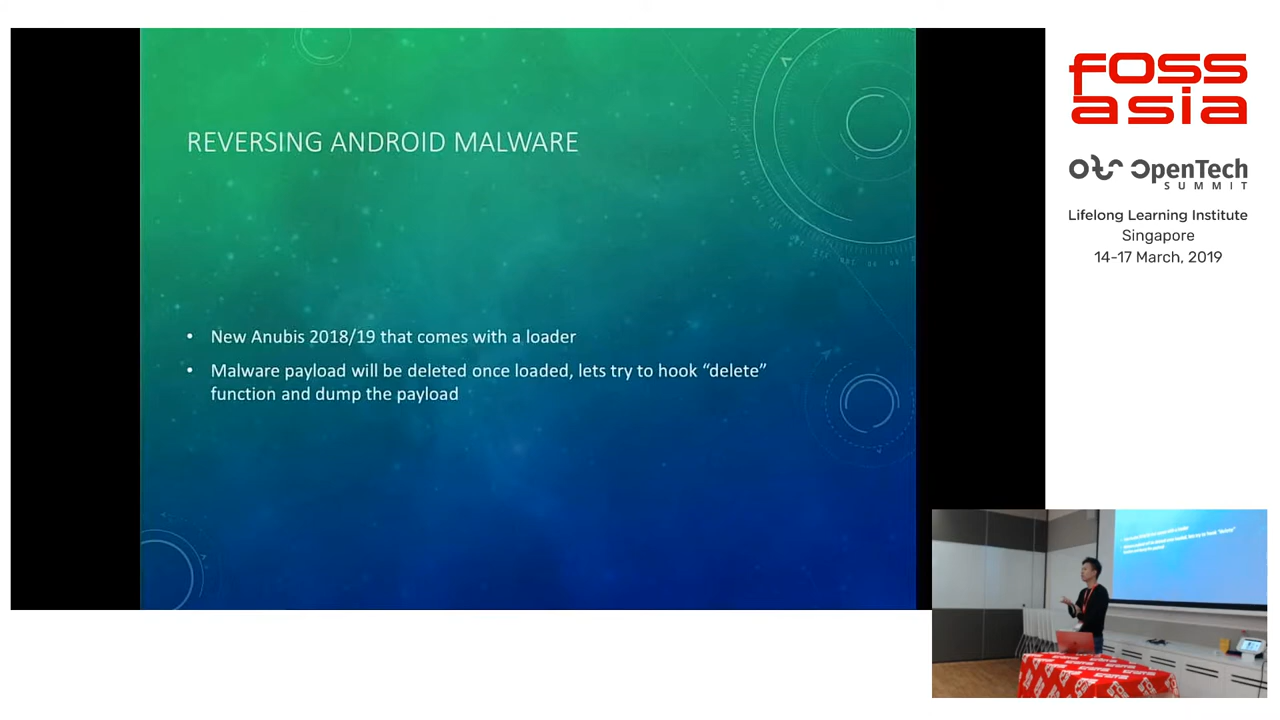 REVERSING ANDROID MALWARE
• New Anubis 2018/19 that comes with a loader
• Malware payload will be deleted once loaded, lets try to hook “delete”
function and dump the payload
FOSS
asia
OpenTech
SUMMIT
Lifelong Learning Institute
Singapore
14-17 March, 2019